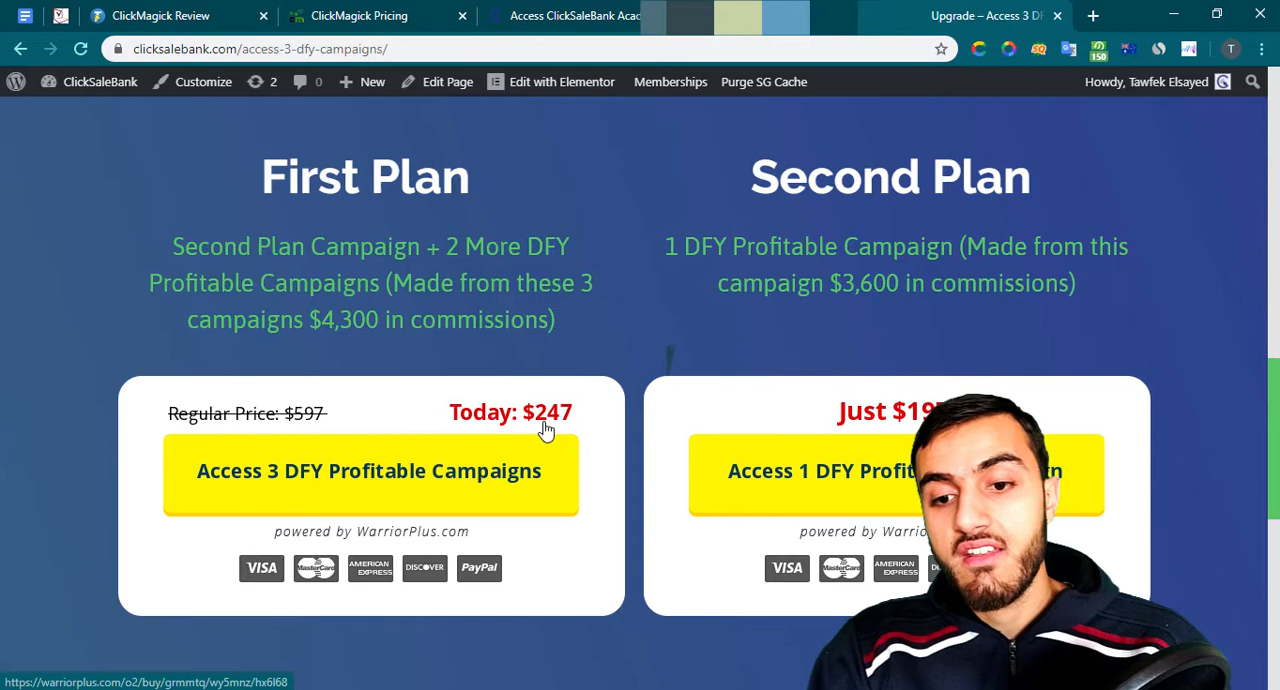 ClickMagick Review
ClickMagick Pricing
Access ClickSaleBank Acad
Upgrade – Access 3 DF
clicksalebank.com/access-3-dfy-campaigns/
150
T
ClickSaleBank
Customize
2
0
New
Edit Page
Edit with Elementor
Memberships
Purge SG Cache
Howdy, Tawfek Elsayed
First Plan
Second Plan Campaign + 2 More DFY
Profitable Campaigns (Made from these 3
campaigns $4,300 in commissions)
Regular Price: $597
Today: $247
Access 3 DFY Profitable Campaigns
powered by WarriorPlus.com
VISA
MasterCard
AMERICAN EXPRESS
DISCOVER
PayPal
Second Plan
1 DFY Profitable Campaign (Made from this
campaign $3,600 in commissions)
Just $19
Access 1 DFY Profi
n
powered by Warrio
VISA
MasterCard
AMERICAN EXPRESS
https://warriorplus.com/o2/buy/grmmtq/wy5mnz/hx6l68